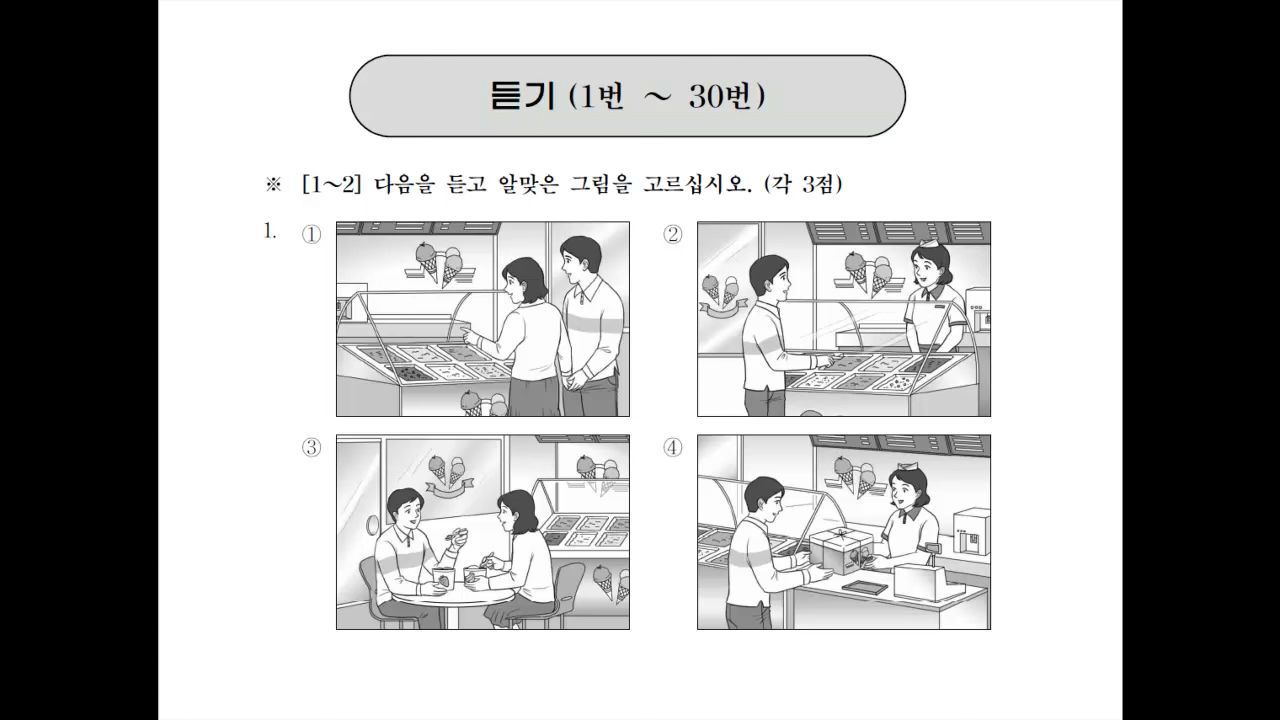 듣기 (1번 ~ 30번)
※ [1~2] 다음을 듣고 알맞은 그림을 고르십시오. (각 3점)
1. ① ②
③ ④